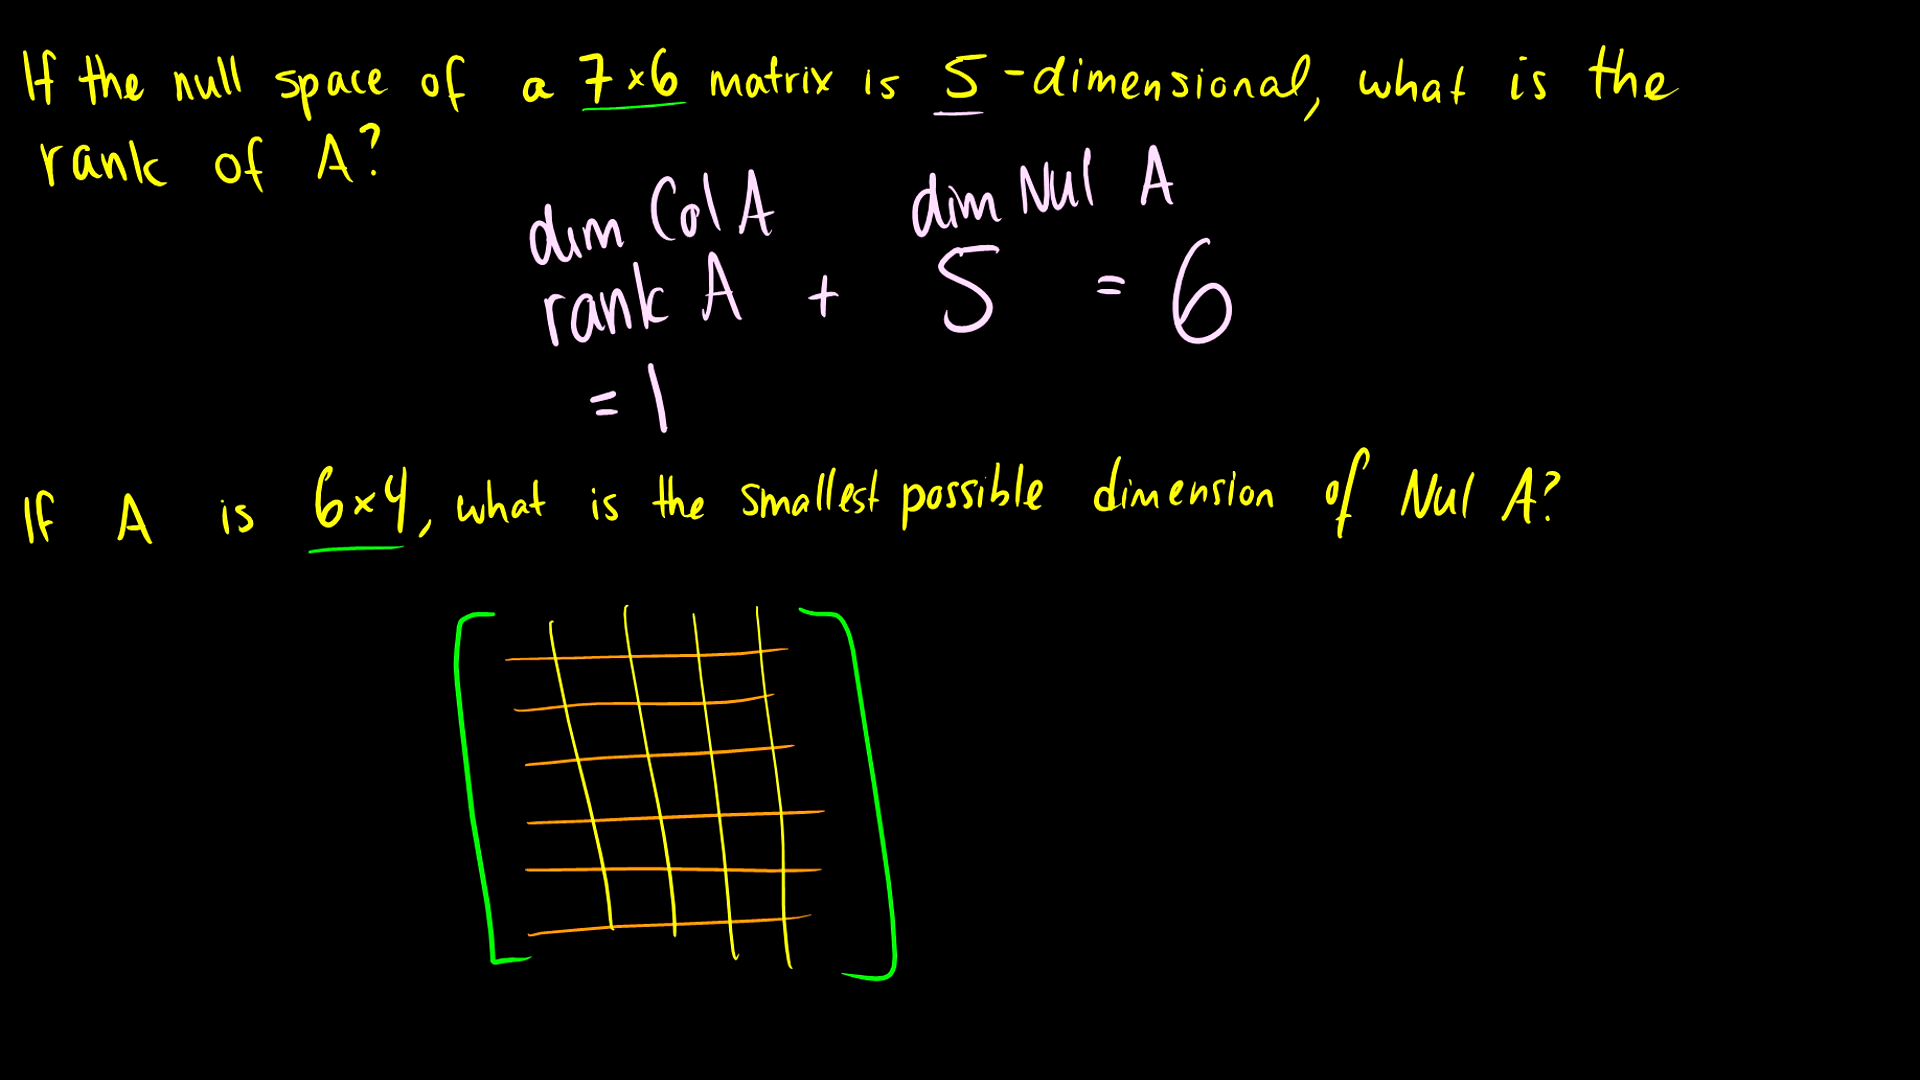 If the null space of a 7×6 matrix is 5-dimensional, what is the
rank of A?
dim Col A dim Nul A
rank A + 5 = 6
= 1
If A is 6×4, what is the smallest possible dimension of Nul A?